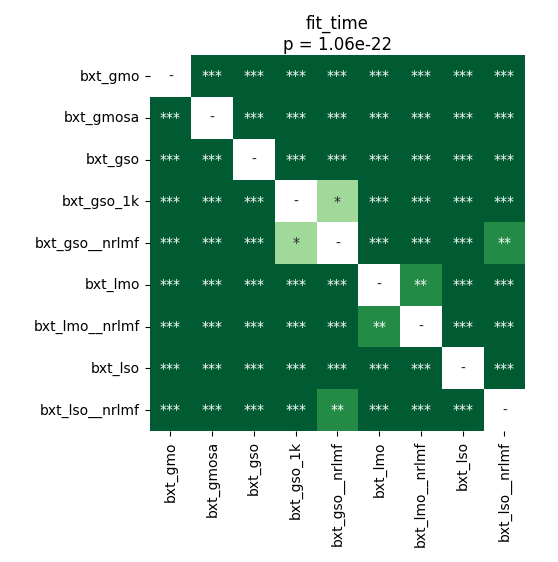 fit_time
p = 1.06e-22
bxt_gmo - *** *** *** *** *** *** *** ***
bxt_gmosa *** - *** *** *** *** *** *** ***
bxt_gso *** *** - *** *** *** *** *** ***
bxt_gso_1k *** *** *** - * *** *** *** ***
bxt_gso__nrlmf *** *** *** * - *** *** *** **
bxt_lmo *** *** *** *** *** - ** *** ***
bxt_lmo__nrlmf *** *** *** *** *** ** - *** ***
bxt_lso *** *** *** *** *** *** *** - ***
bxt_lso__nrlmf *** *** *** *** ** *** *** *** -
bxt_gmo
bxt_gmosa
bxt_gso
bxt_gso_1k
bxt_gso__nrlmf
bxt_lmo
bxt_lmo__nrlmf
bxt_lso
bxt_lso__nrlmf